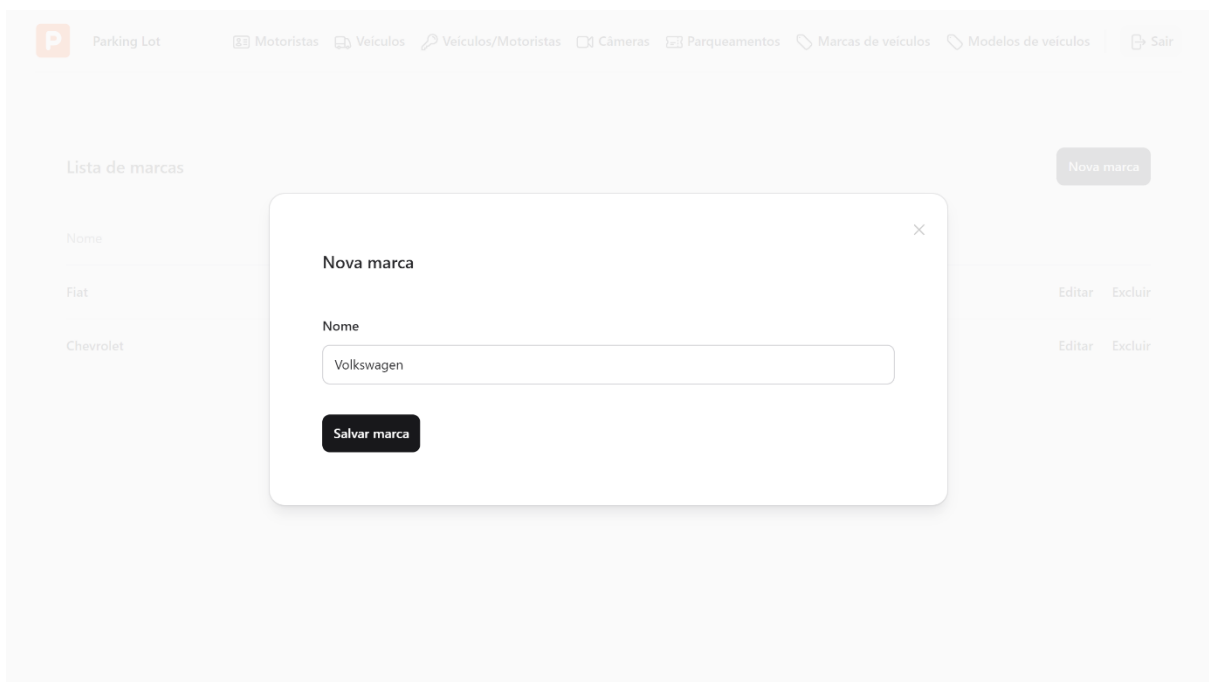 P Parking Lot Motoristas Veículos Veículos/Motoristas Câmeras Parqueamentos Marcas de veículos Modelos de veículos Sair
Lista de marcas Nova marca
Nome
Nova marca
Fiat Editar Excluir
Nome
Chevrolet Editar Excluir
Volkswagen
Salvar marca